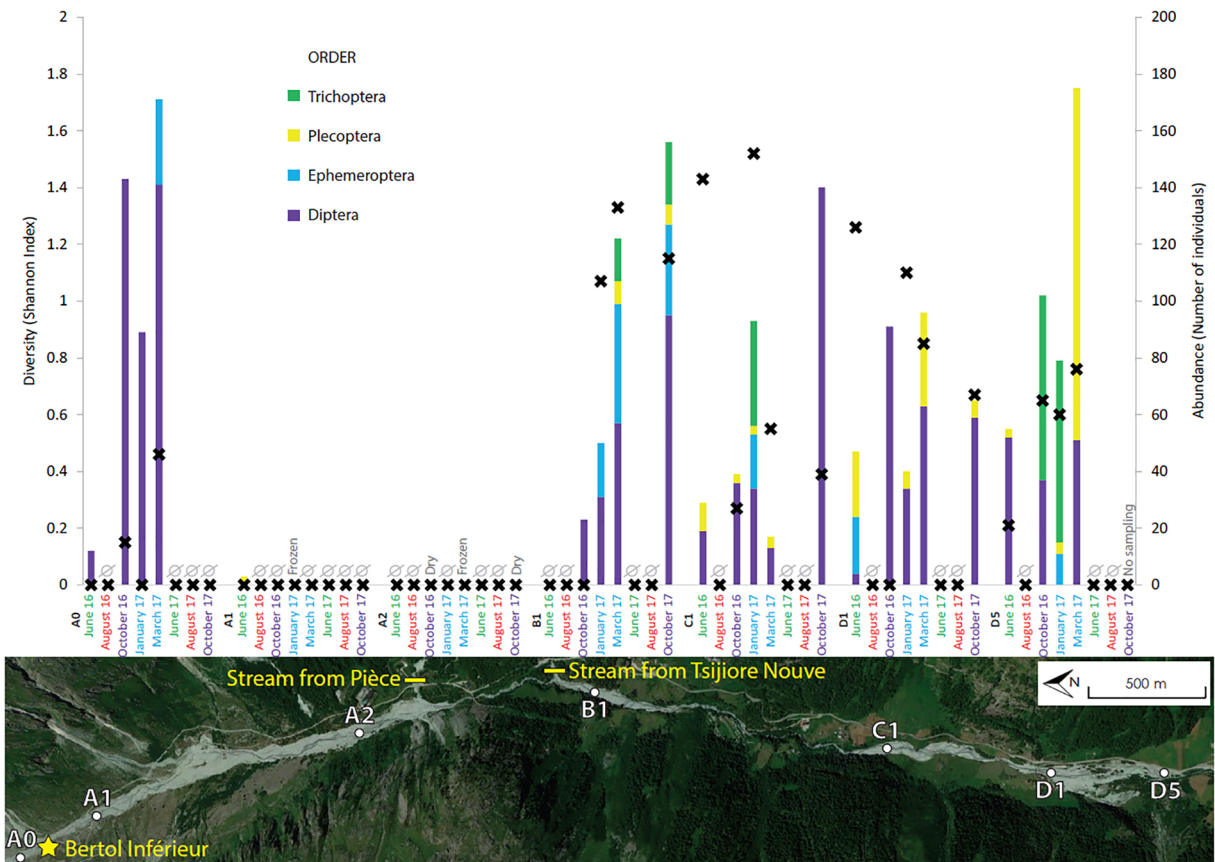 2
1.8
1.6
1.4
1.2
1
0.8
0.6
0.4
0.2
0
Diversity (Shannon Index)
ORDER
Trichoptera
Plecoptera
Ephemeroptera
Diptera
200
180
160
140
120
100
80
60
40
20
0
Abundance (Number of individuals)
Frozen
Dry
Frozen
Dry
No sampling
A0
June 16
August 16
October 16
January 17
March 17
June 17
August 17
October 17
A1
June 16
August 16
October 16
January 17
March 17
June 17
August 17
October 17
A2
June 16
August 16
October 16
January 17
March 17
June 17
August 17
October 17
B1
June 16
August 16
October 16
January 17
March 17
June 17
August 17
October 17
C1
June 16
August 16
October 16
January 17
March 17
June 17
August 17
October 17
D1
June 16
August 16
October 16
January 17
March 17
June 17
August 17
October 17
D5
June 16
August 16
October 16
January 17
March 17
June 17
August 17
October 17
Stream from Pièce
Stream from Tsijiore Nouve
N
500 m
A0
A1
A2
B1
C1
D1
D5
Bertol Inférieur